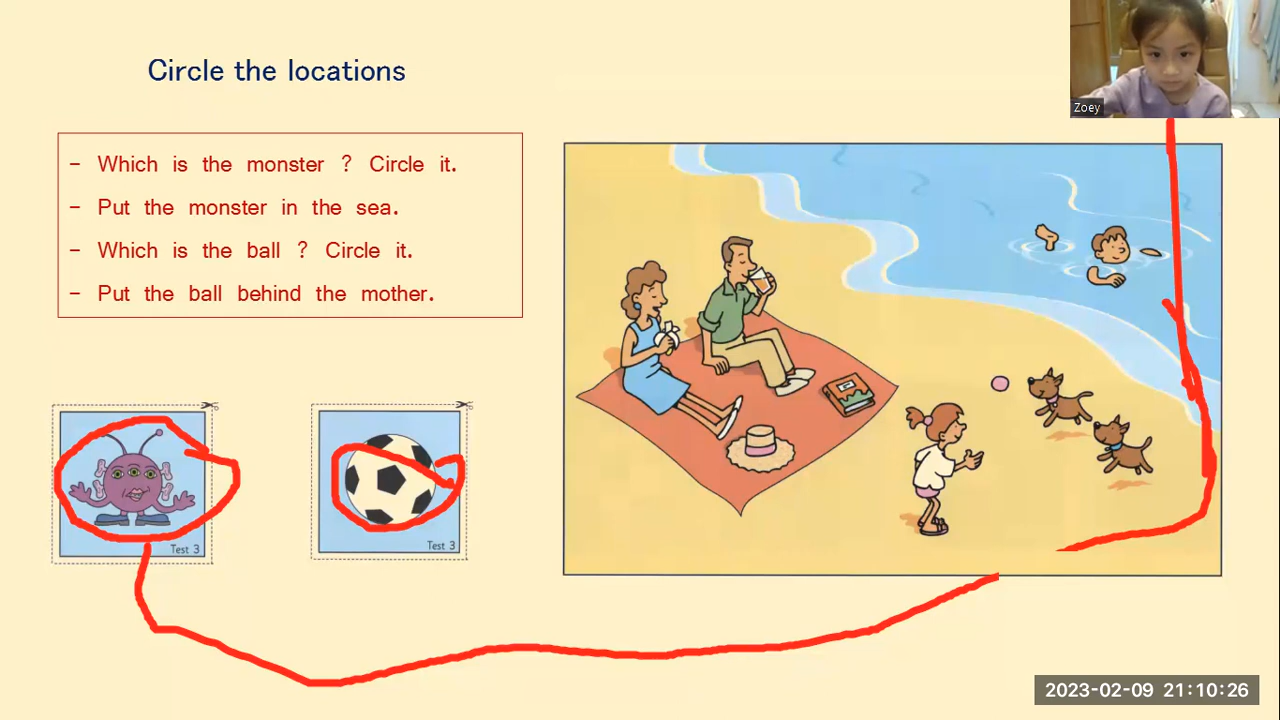 Circle the locations
Zoey
- Which is the monster ? Circle it.
- Put the monster in the sea.
- Which is the ball ? Circle it.
- Put the ball behind the mother.
Test 3
Test 3
2023-02-09 21:10:26